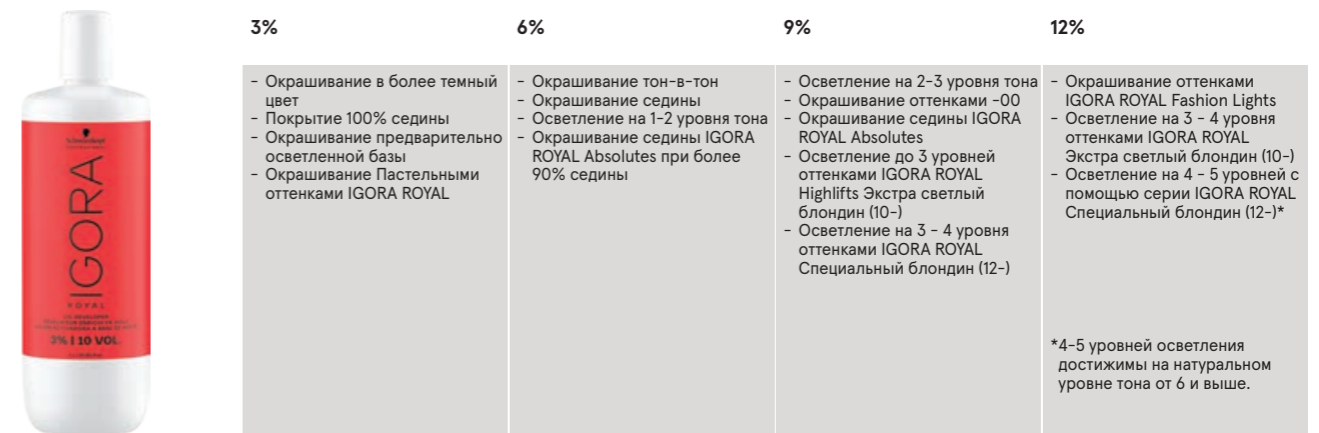 Schwarzkopf
IGORA
ROYAL
3% | 10 VOL.
3%
- Окрашивание в более темный
цвет
- Покрытие 100% седины
- Окрашивание предварительно
осветленной базы
- Окрашивание Пастельными
оттенками IGORA ROYAL
6%
- Окрашивание тон-в-тон
- Окрашивание седины
- Осветление на 1-2 уровня тона
- Окрашивание седины IGORA
ROYAL Absolutes при более
90% седины
9%
- Осветление на 2-3 уровня тона
- Окрашивание оттенками -00
- Окрашивание седины IGORA
ROYAL Absolutes
- Осветление до 3 уровней
оттенками IGORA ROYAL
Highlifts Экстра светлый
блондин (10-)
- Осветление на 3 - 4 уровня
оттенками IGORA ROYAL
Специальный блондин (12-)
12%
- Окрашивание оттенками
IGORA ROYAL Fashion Lights
- Осветление на 3 - 4 уровня
оттенками IGORA ROYAL
Экстра светлый блондин (10-)
- Осветление на 4 - 5 уровней с
помощью серии IGORA ROYAL
Специальный блондин (12-)*
*4-5 уровней осветления
достижимы на натуральном
уровне тона от 6 и выше.